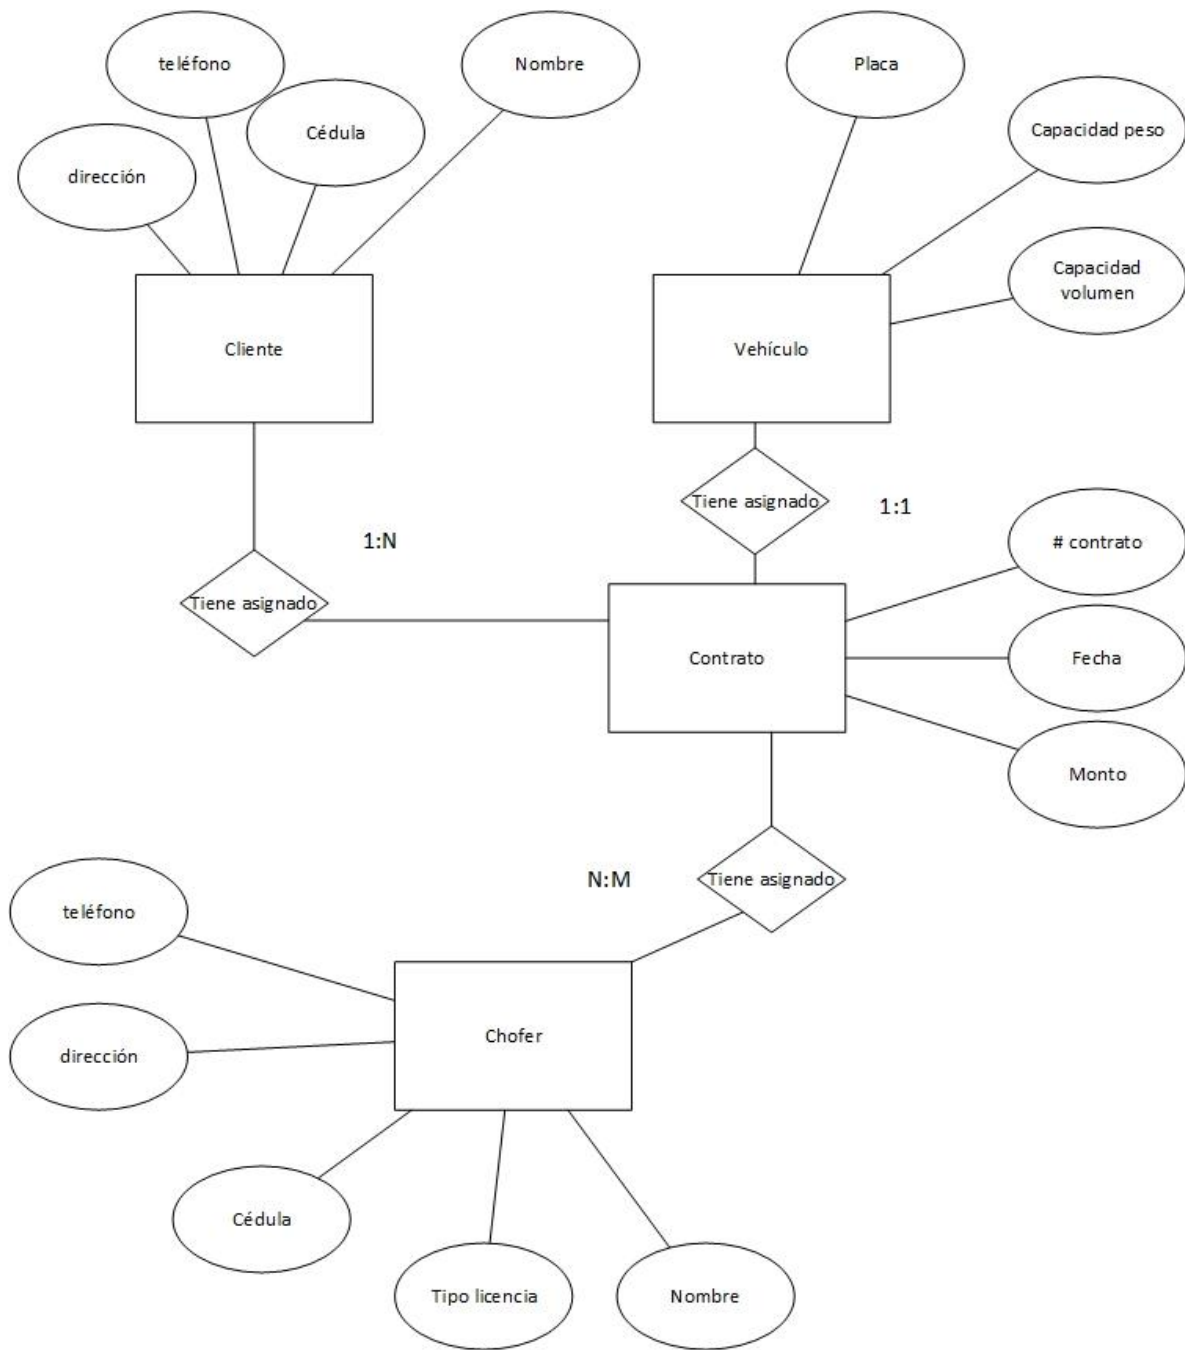 teléfono
Nombre
Placa
Cédula
Capacidad peso
dirección
Capacidad
volumen
Cliente
Vehículo
Tiene asignado
1:1
1:N
# contrato
Tiene asignado
Contrato
Fecha
Monto
N:M
Tiene asignado
teléfono
Chofer
dirección
Cédula
Tipo licencia
Nombre